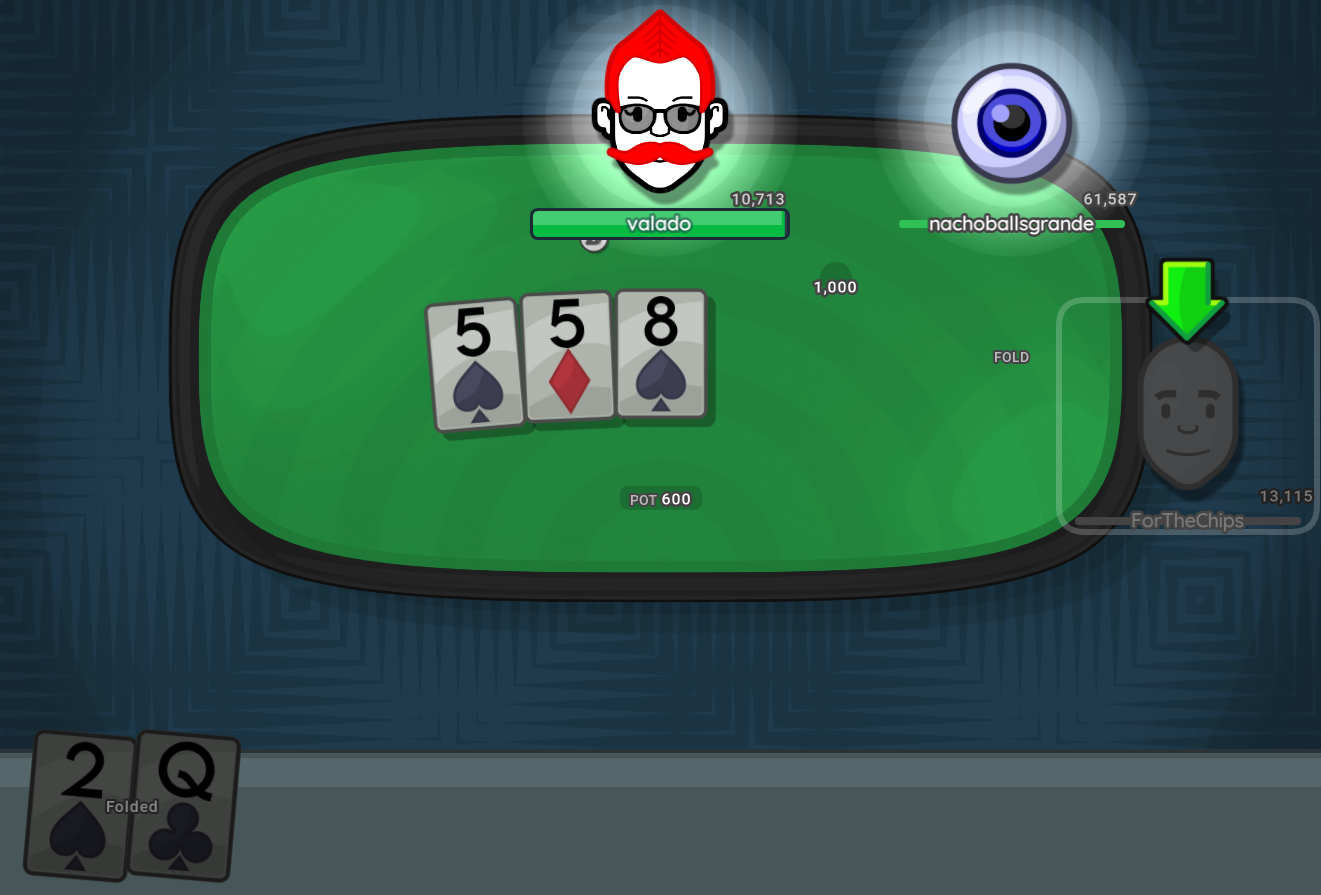 10,713
61,587
valado
nachoballsgrande
1,000
5 5 8
FOLD
POT 600
13,115
ForTheChips
2 Q
Folded